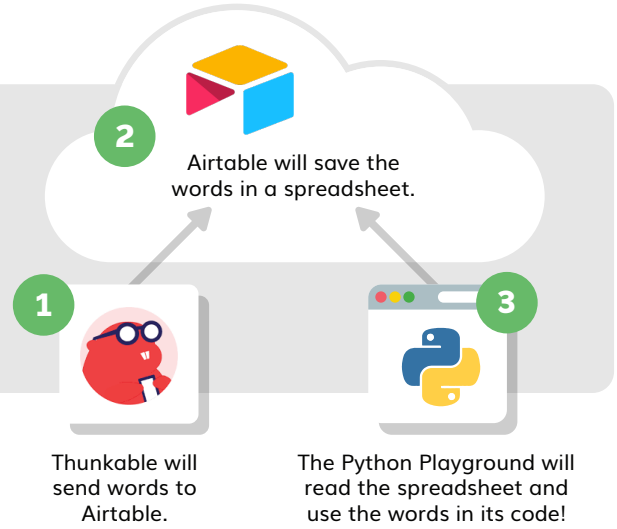 2
Airtable will save the
words in a spreadsheet.
1
3
Thunkable will
send words to
Airtable.
The Python Playground will
read the spreadsheet and
use the words in its code!